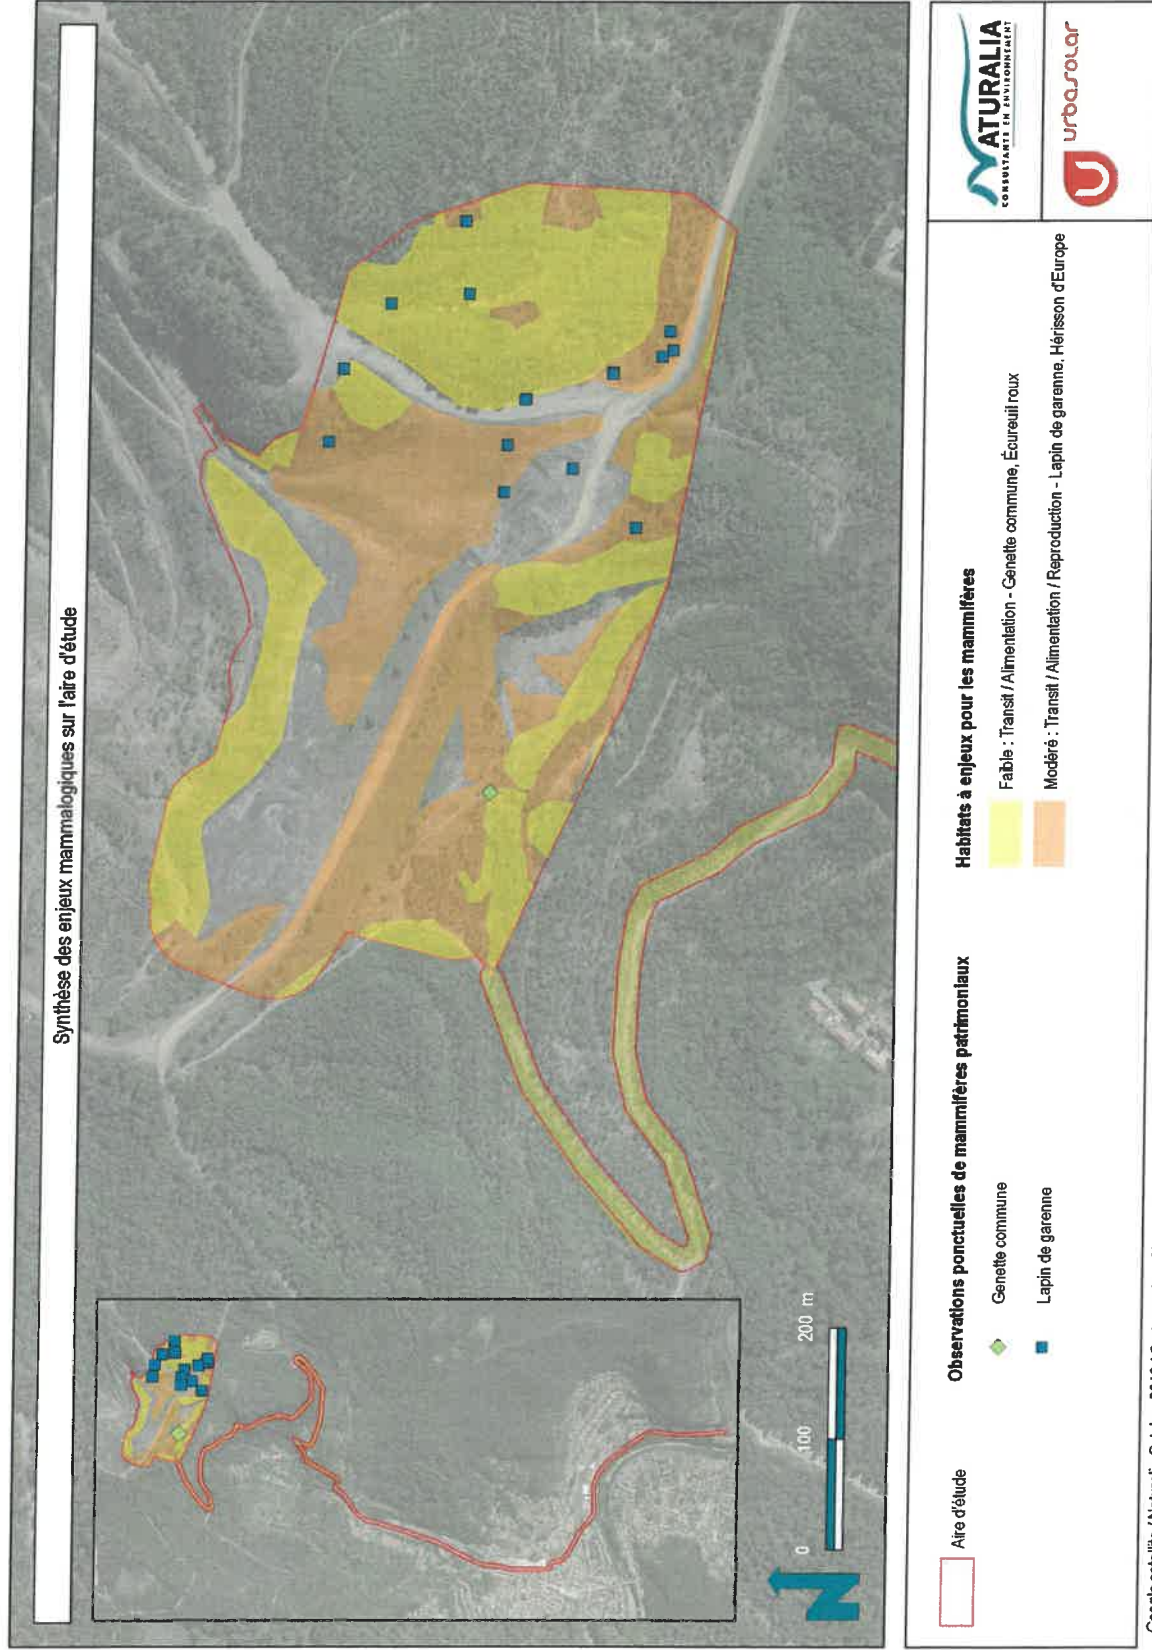 Synthèse des enjeux mammalogiques sur l'aire d'étude
N
0 100 200 m
Aire d'étude
Observations ponctuelles de mammifères patrimoniaux
Genette commune
Lapin de garenne
Habitats à enjeux pour les mammifères
Faible : Transit / Alimentation - Genette commune, Écureuil roux
Modéré : Transit / Alimentation / Reproduction - Lapin de garenne, Hérisson d'Europe
NATURALIA
CONSULTANTS EN ENVIRONNEMENT
urbasolar